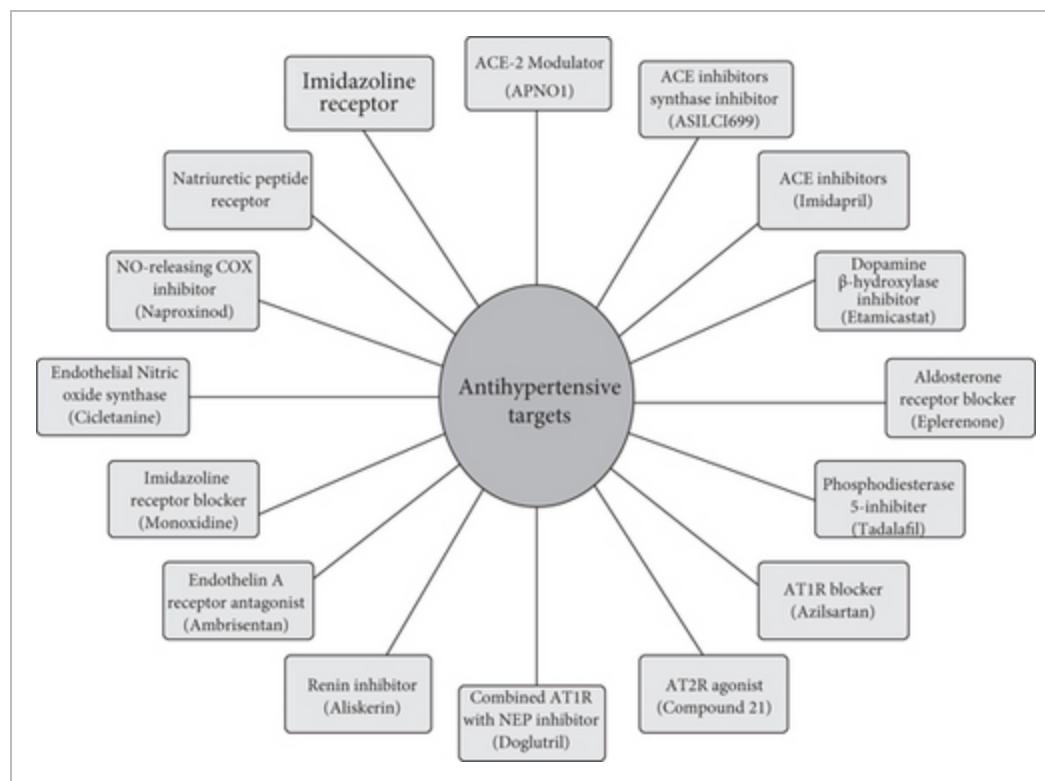 ACE-2 Modulator
(APNO1)
ACE inhibitors
synthase inhibitor
(ASILCI699)
ACE inhibitors
(Imidapril)
Dopamine
β-hydroxylase
inhibitor
(Etamicastat)
Aldosterone
receptor blocker
(Eplerenone)
Phosphodiesterase
5-inhibiter
(Tadalafil)
AT1R blocker
(Azilsartan)
AT2R agonist
(Compound 21)
Combined AT1R
with NEP inhibitor
(Doglutril)
Renin inhibitor
(Aliskerin)
Endothelin A
receptor antagonist
(Ambrisentan)
Imidazoline
receptor blocker
(Monoxidine)
Endothelial Nitric
oxide synthase
(Cicletanine)
NO-releasing COX
inhibitor
(Naproxinod)
Natriuretic peptide
receptor
Imidazoline
receptor
Antihypertensive
targets